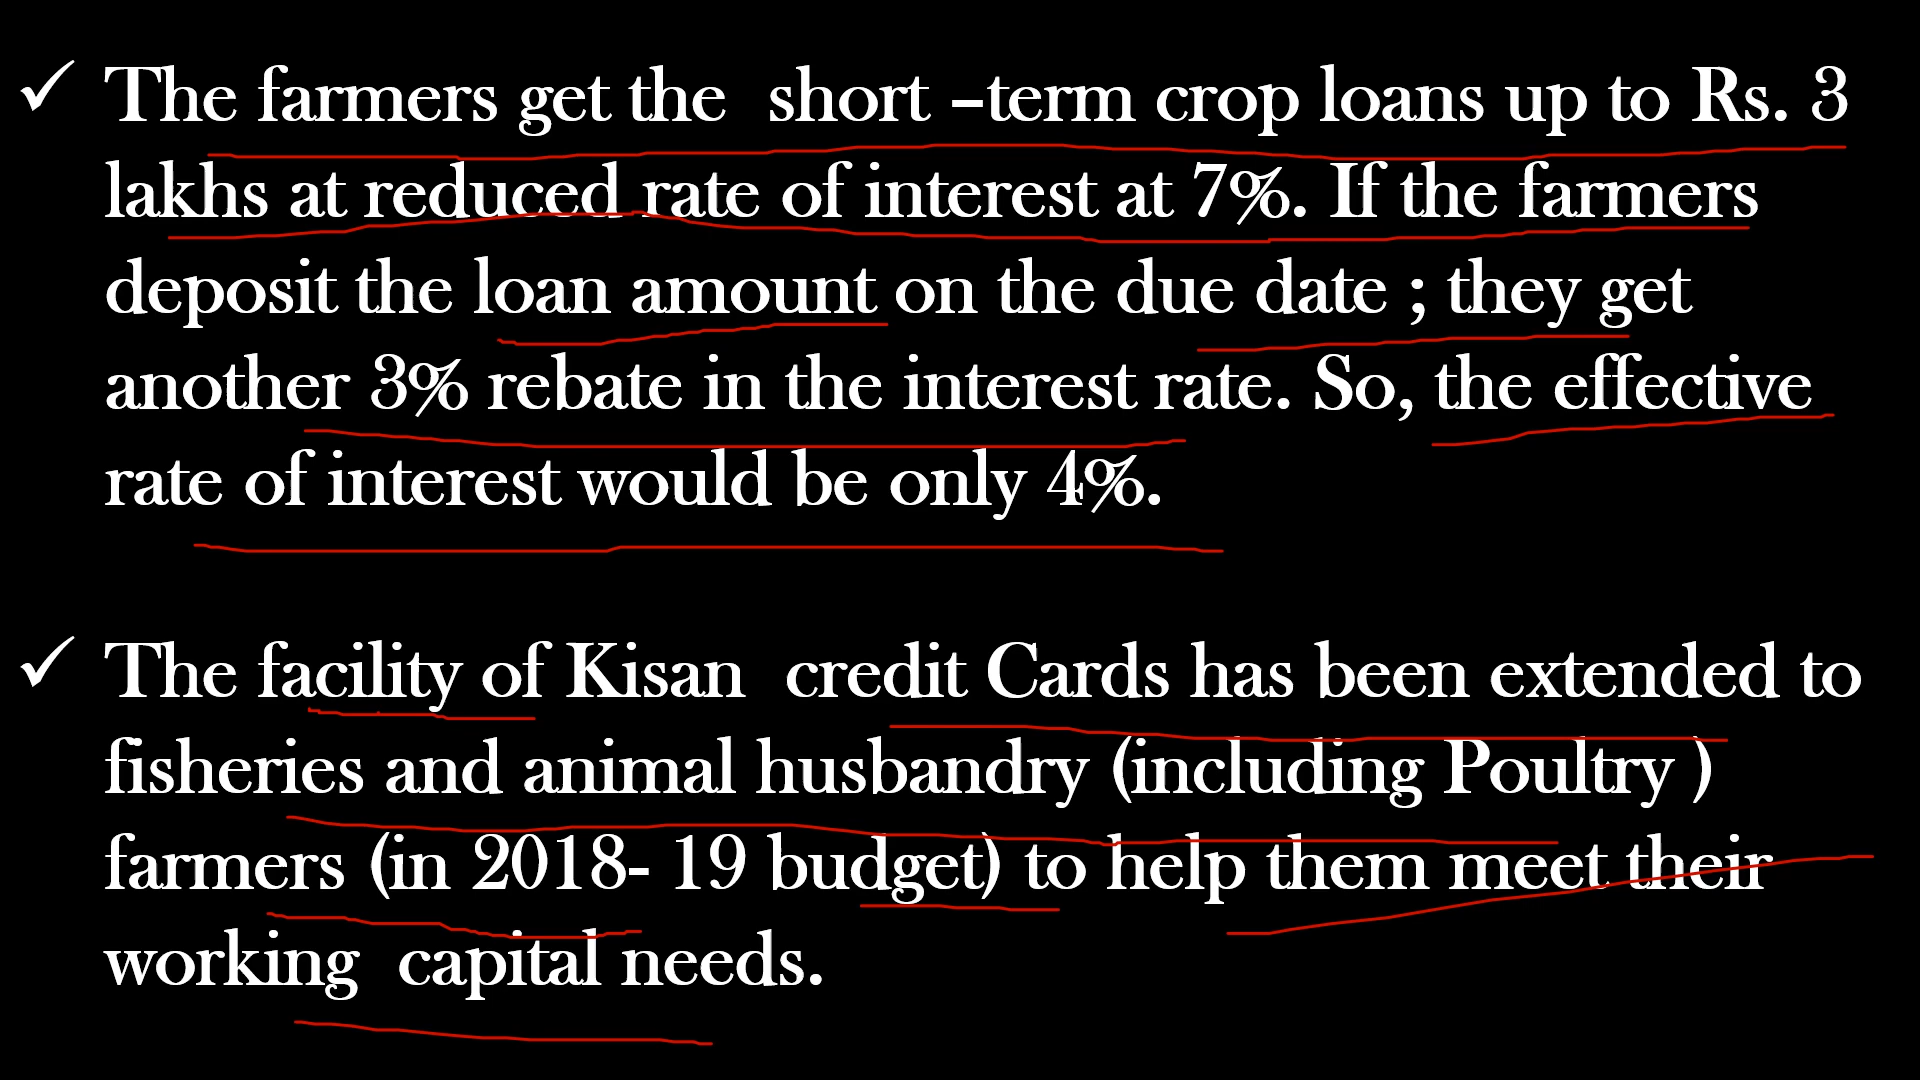 ✓ The farmers get the  short –term crop loans up to Rs. 3
lakhs at reduced rate of interest at 7%. If the farmers
deposit the loan amount on the due date ; they get
another 3% rebate in the interest rate. So, the effective
rate of interest would be only 4%.
✓ The facility of Kisan  credit Cards has been extended to
fisheries and animal husbandry (including Poultry )
farmers (in 2018- 19 budget) to help them meet their
working  capital needs.